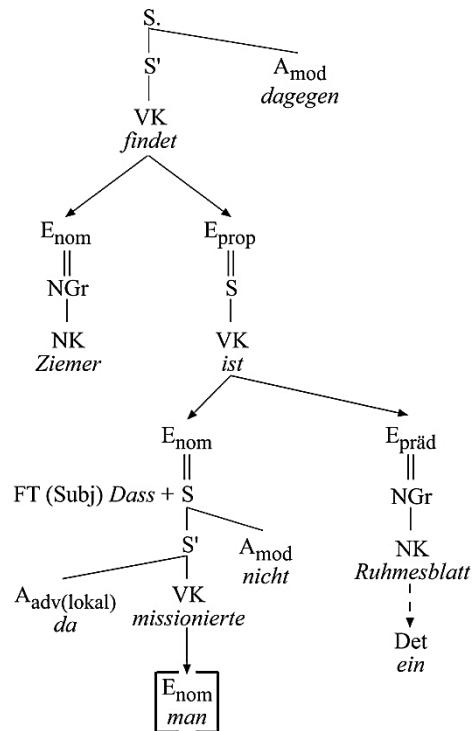 S.
S'
A_mod
dagegen
VK
findet
E_nom
E_prop
NGr
S
NK
Ziemer
VK
ist
E_nom
E_präd
FT (Subj) Dass + S
NGr
S'
A_mod
nicht
NK
Ruhmesblatt
A_adv(lokal)
da
VK
missionierte
Det
ein
E_nom
man